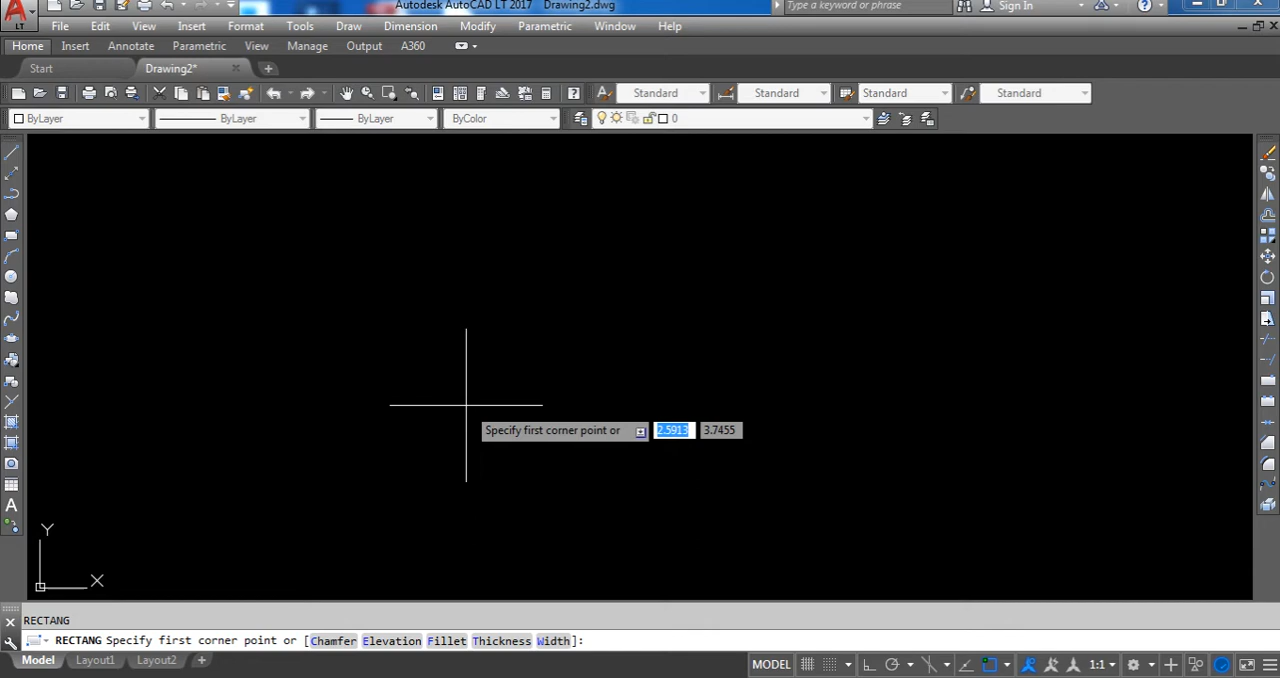 Autodesk AutoCAD LT 2017 Drawing2.dwg
Type a keyword or phrase
Sign In
LT
File Edit View Insert Format Tools Draw Dimension Modify Parametric Window Help
Home Insert Annotate Parametric View Manage Output A360
Start Drawing2*
Standard Standard Standard Standard
ByLayer ByLayer ByLayer ByColor 0
Specify first corner point or 2.5913 3.7455
A
Y
X
RECTANG
RECTANG Specify first corner point or [Chamfer Elevation Fillet Thickness Width]:
Model Layout1 Layout2 + MODEL 1:1